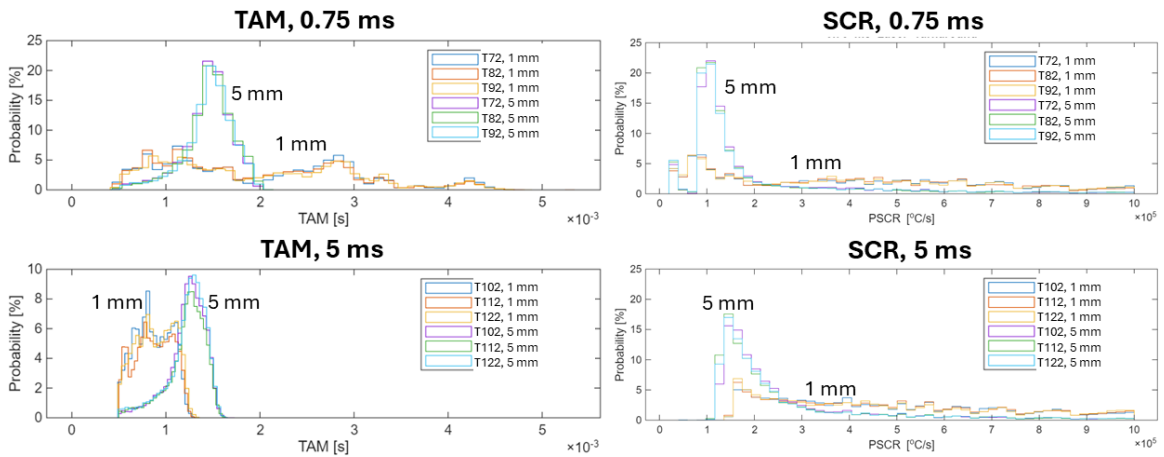 TAM, 0.75 ms
25
20
15
10
5
0
Probability [%]
5 mm
1 mm
T72, 1 mm
T82, 1 mm
T92, 1 mm
T72, 5 mm
T82, 5 mm
T92, 5 mm
0 1 2 3 4 5
×10-3
TAM [s]
SCR, 0.75 ms
25
20
15
10
5
0
Probability [%]
5 mm
1 mm
T72, 1 mm
T82, 1 mm
T92, 1 mm
T72, 5 mm
T82, 5 mm
T92, 5 mm
0 1 2 3 4 5 6 7 8 9 10
×105
PSCR [oC/s]
TAM, 5 ms
10
8
6
4
2
0
Probability [%]
1 mm
5 mm
T102, 1 mm
T112, 1 mm
T122, 1 mm
T102, 5 mm
T112, 5 mm
T122, 5 mm
0 1 2 3 4 5
×10-3
TAM [s]
SCR, 5 ms
25
20
15
10
5
0
Probability [%]
5 mm
1 mm
T102, 1 mm
T112, 1 mm
T122, 1 mm
T102, 5 mm
T112, 5 mm
T122, 5 mm
0 1 2 3 4 5 6 7 8 9 10
×105
PSCR [oC/s]